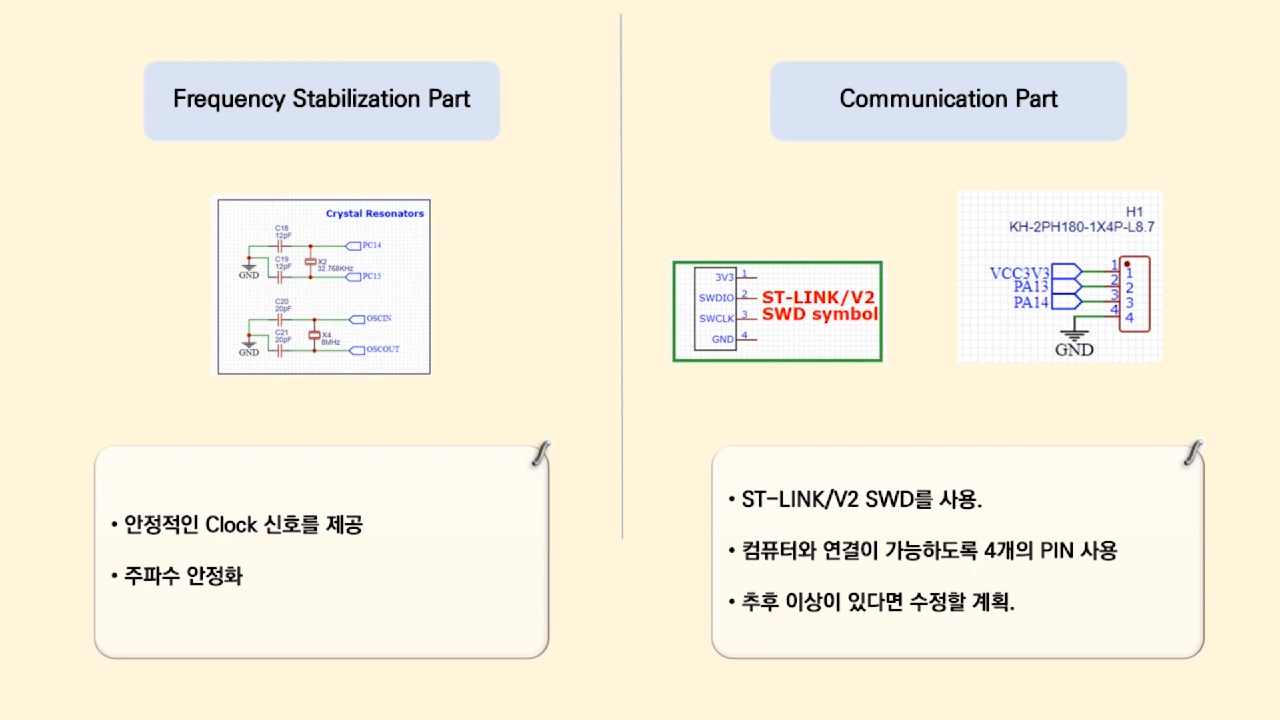 Frequency Stabilization Part
Crystal Resonators
C18
12pF
PC14
C19
12pF
X2
32.768KHz
GND
PC15
C20
20pF
OSCIN
C21
20pF
X4
8MHz
GND
OSCOUT
• 안정적인 Clock 신호를 제공
• 주파수 안정화
Communication Part
3V3 1
SWDIO 2
SWCLK 3
GND 4
ST-LINK/V2
SWD symbol
H1
KH-2PH180-1X4P-L8.7
VCC3V3 1 1
PA13 2 2
PA14 3 3
4 4
GND
• ST-LINK/V2 SWD를 사용.
• 컴퓨터와 연결이 가능하도록 4개의 PIN 사용
• 추후 이상이 있다면 수정할 계획.